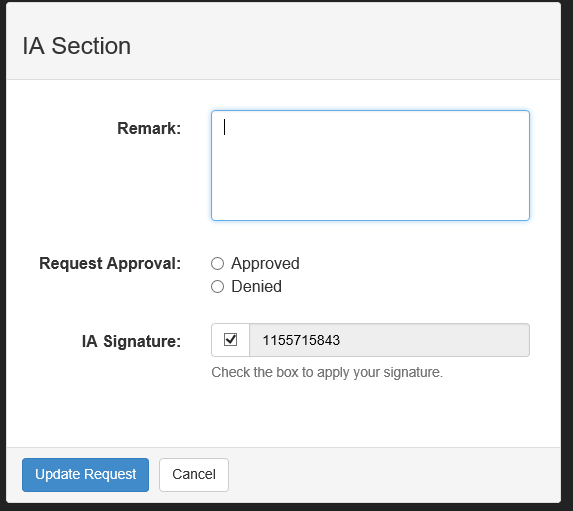 IA Section
Remark:
Request Approval:
Approved
Denied
IA Signature:
1155715843
Check the box to apply your signature.
Update Request
Cancel